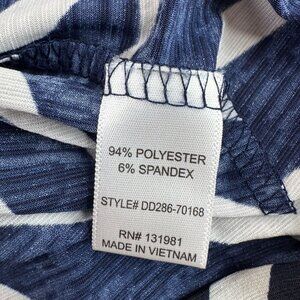 94% POLYESTER
6% SPANDEX
STYLE# DD286-70168
RN# 131981
MADE IN VIETNAM